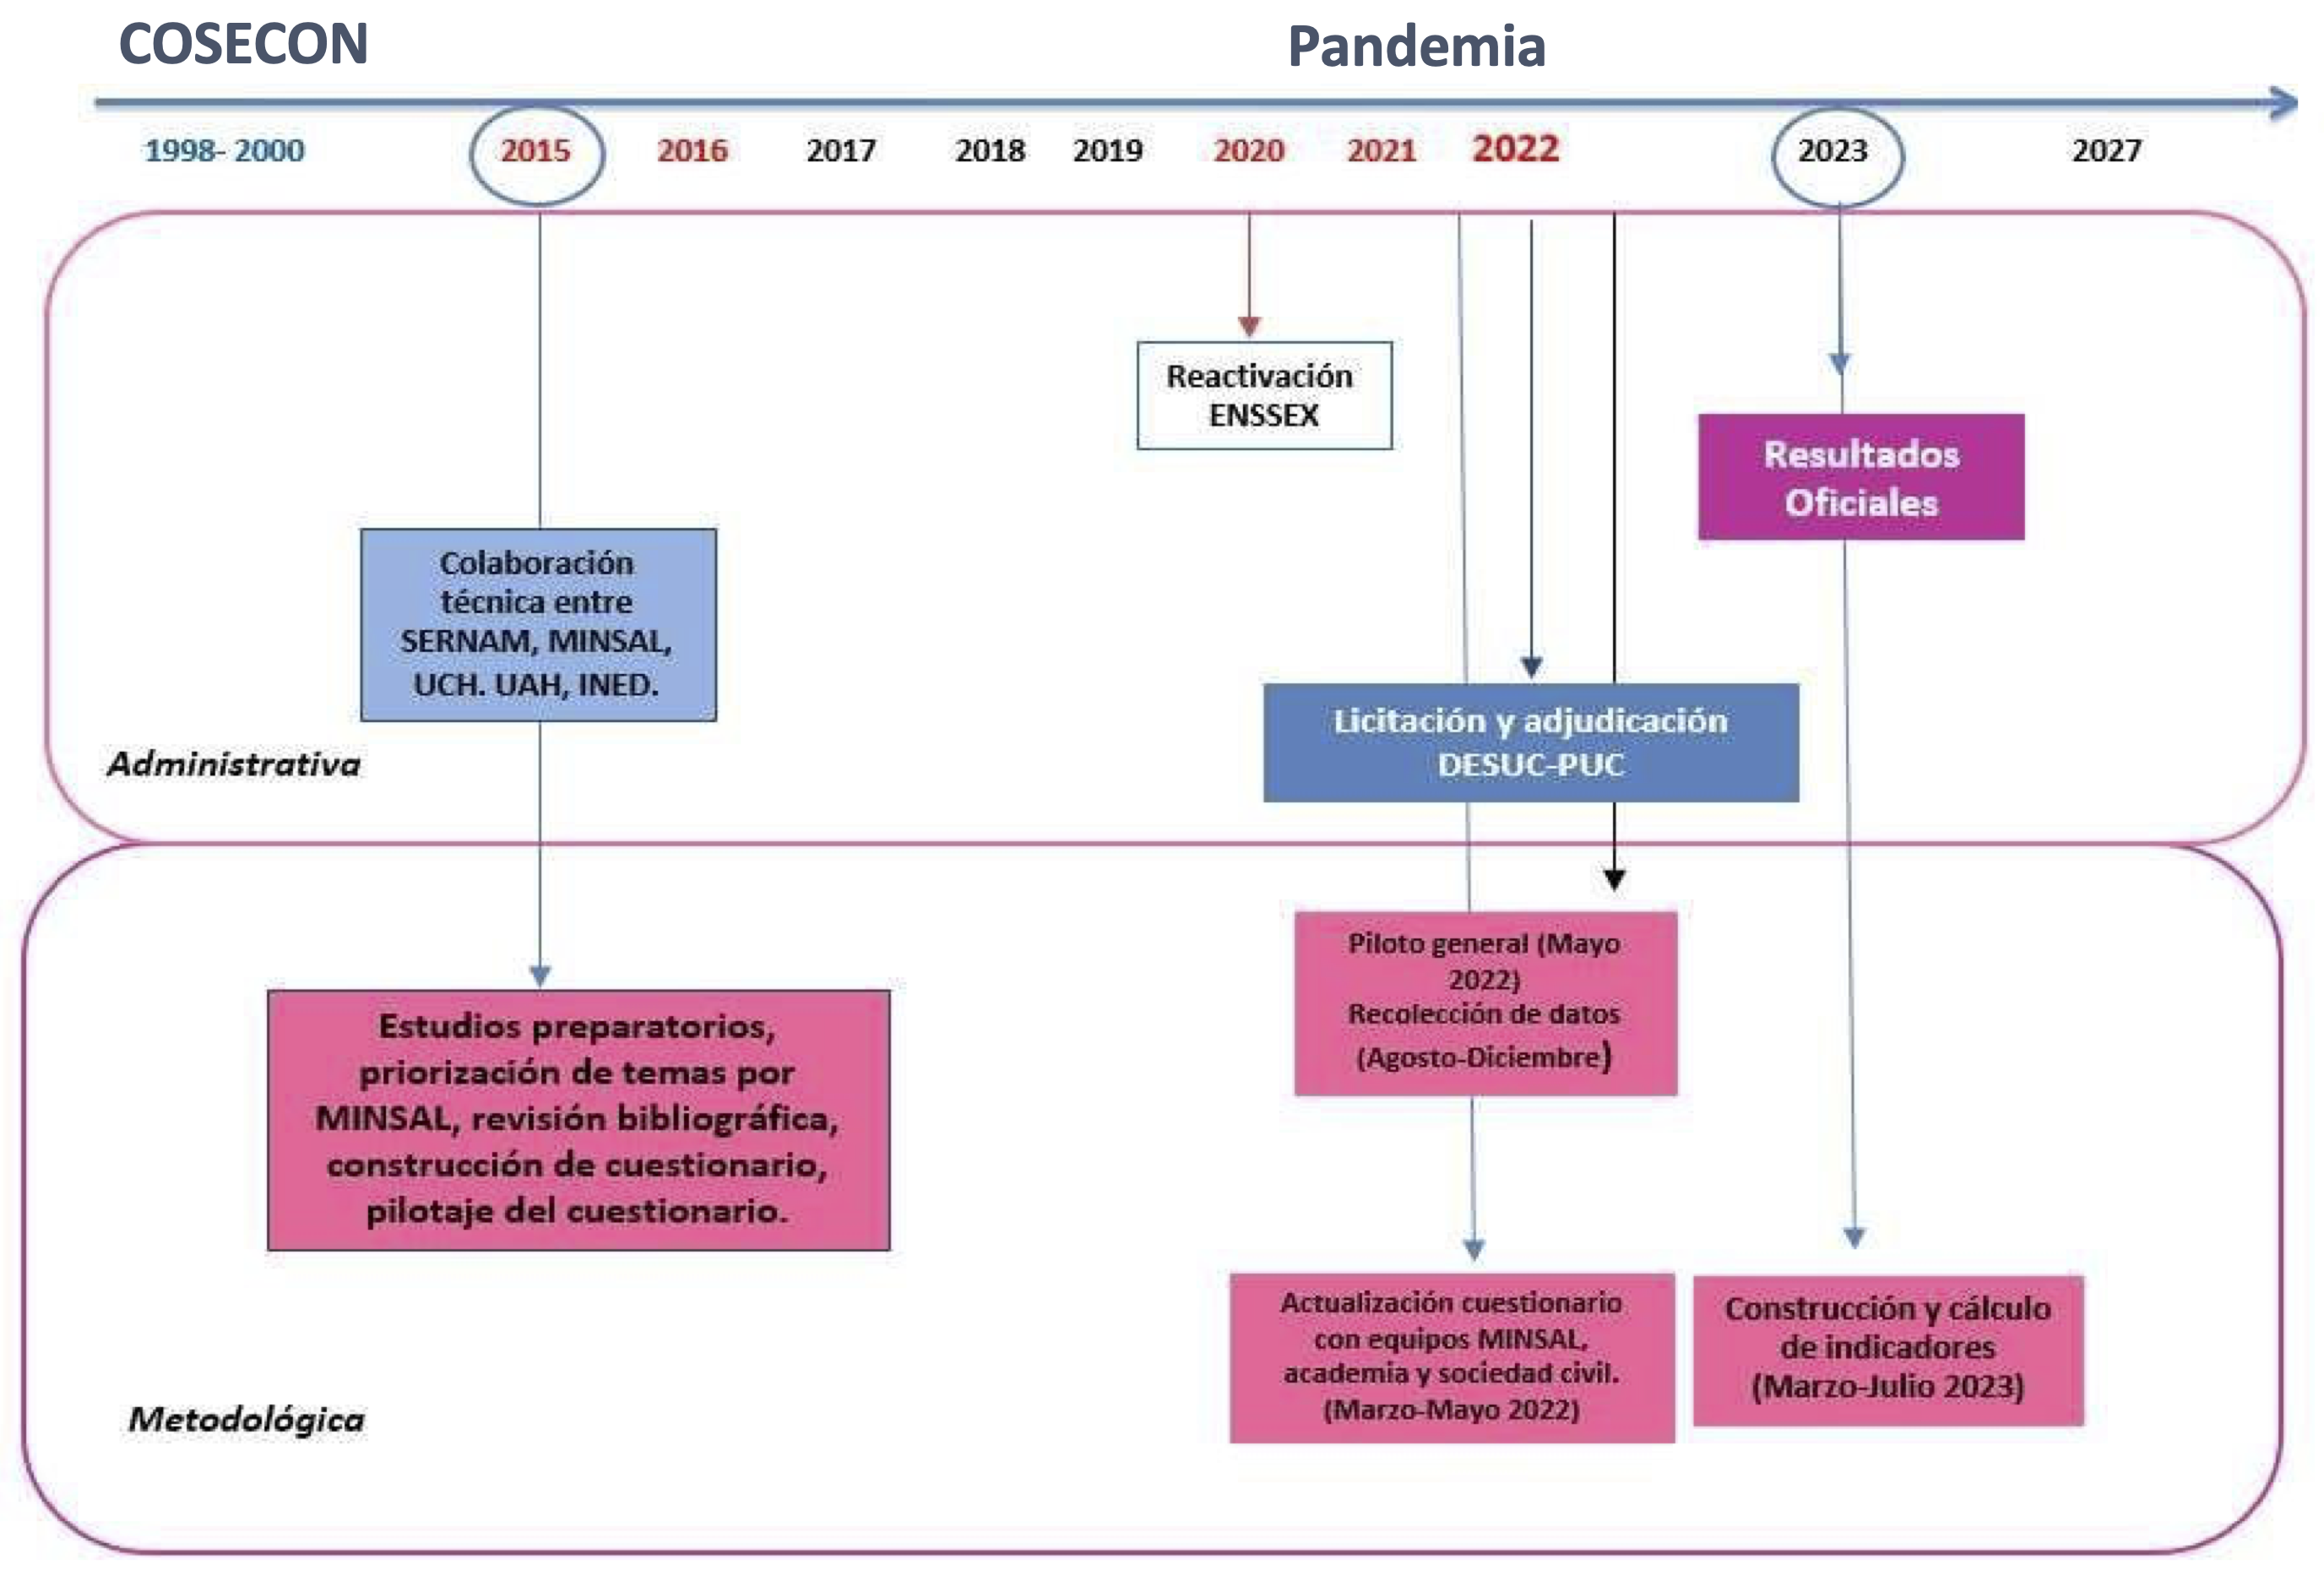 COSECON
Pandemia
1998- 2000
2015
2016
2017
2018
2019
2020
2021
2022
2023
2027
Reactivación
ENSSEX
Resultados
Oficiales
Colaboración
técnica entre
SERNAM, MINSAL,
UCH. UAH, INED.
Licitación y adjudicación
DESUC-PUC
Administrativa
Piloto general (Mayo
2022)
Recolección de datos
(Agosto-Diciembre)
Estudios preparatorios,
priorización de temas por
MINSAL, revisión bibliográfica,
construcción de cuestionario,
pilotaje del cuestionario.
Actualización cuestionario
con equipos MINSAL,
academia y sociedad civil.
(Marzo-Mayo 2022)
Construcción y cálculo
de indicadores
(Marzo-Julio 2023)
Metodológica